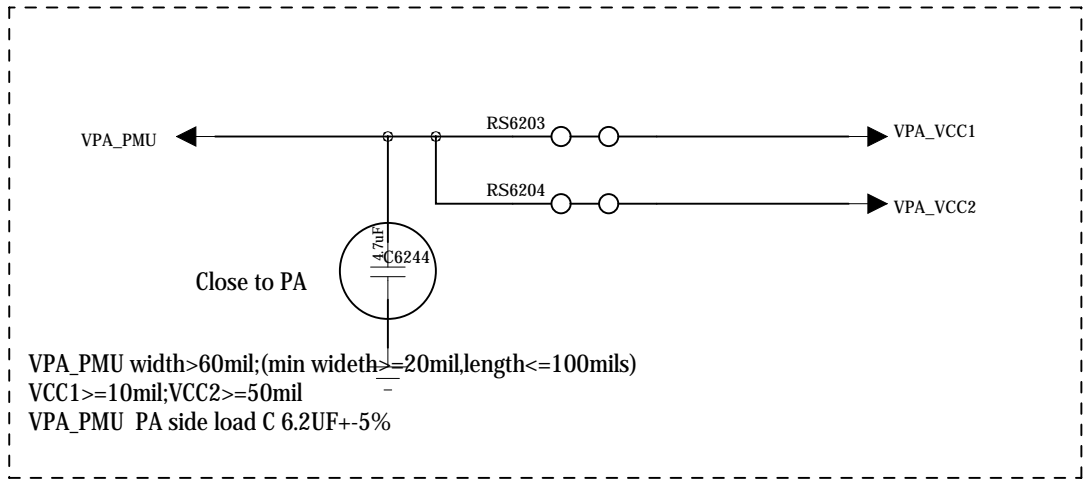 RS6203
VPA_PMU
VPA_VCC1
RS6204
VPA_VCC2
4.7uF
C6244
Close to PA
VPA_PMU width>60mil;(min wideth>=20mil,length<=100mils)
VCC1>=10mil;VCC2>=50mil
VPA_PMU PA side load C 6.2UF+-5%